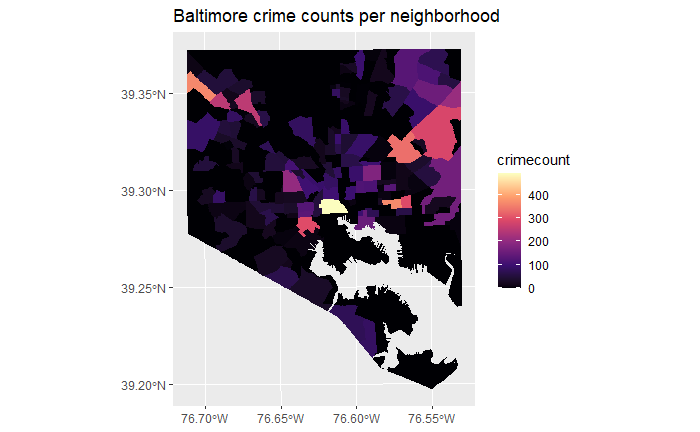 Baltimore crime counts per neighborhood
39.35°N
39.30°N
39.25°N
39.20°N
76.70°W 76.65°W 76.60°W 76.55°W
crimecount
400
300
200
100
0